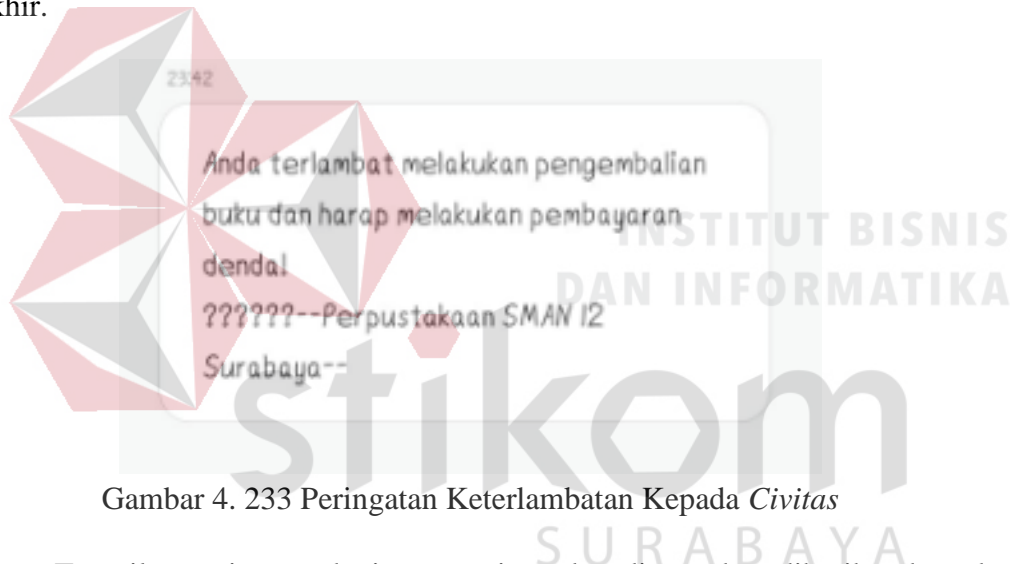 khir.
23:42
Anda terlambat melakukan pengembalian
buku dan harap melakukan pembayaran
denda!
??????--Perpustakaan SMAN 12
Surabaya--
INSTITUT BISNIS
DAN INFORMATIKA
stikom
SURABAYA
Gambar 4. 233 Peringatan Keterlambatan Kepada Civitas